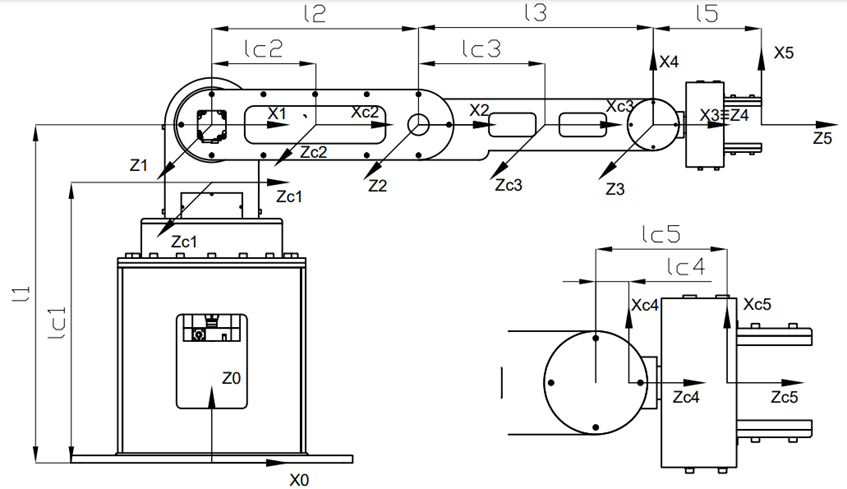 l2
l3
l5
lc2
lc3
X4
X5
X1
Xc2
X2
Xc3
X3≡Z4
Z5
Z1
Zc2
Z2
Zc3
Z3
Zc1
Zc1
lc5
lc4
l1
lc1
Xc4
Xc5
Z0
Zc4
Zc5
X0